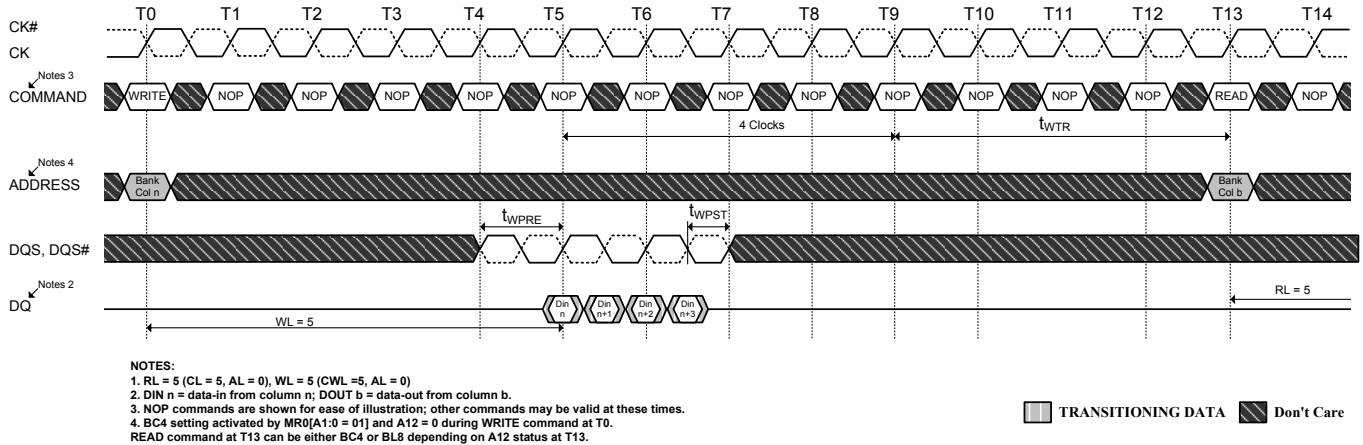 T0 T1 T2 T3 T4 T5 T6 T7 T8 T9 T10 T11 T12 T13 T14
CK#
CK
Notes 3
COMMAND
WRITE NOP NOP NOP NOP NOP NOP NOP NOP NOP NOP NOP NOP READ NOP
4 Clocks
tWTR
Notes 4
ADDRESS
Bank
Col n
Bank
Col b
tWPRE
tWPST
DQS, DQS#
Notes 2
DQ
Din
n
Din
n+1
Din
n+2
Din
n+3
RL = 5
WL = 5
NOTES:
1. RL = 5 (CL = 5, AL = 0), WL = 5 (CWL =5, AL = 0)
2. DIN n = data-in from column n; DOUT b = data-out from column b.
3. NOP commands are shown for ease of illustration; other commands may be valid at these times.
4. BC4 setting activated by MR0[A1:0 = 01] and A12 = 0 during WRITE command at T0.
READ command at T13 can be either BC4 or BL8 depending on A12 status at T13.
TRANSITIONING DATA
Don't Care